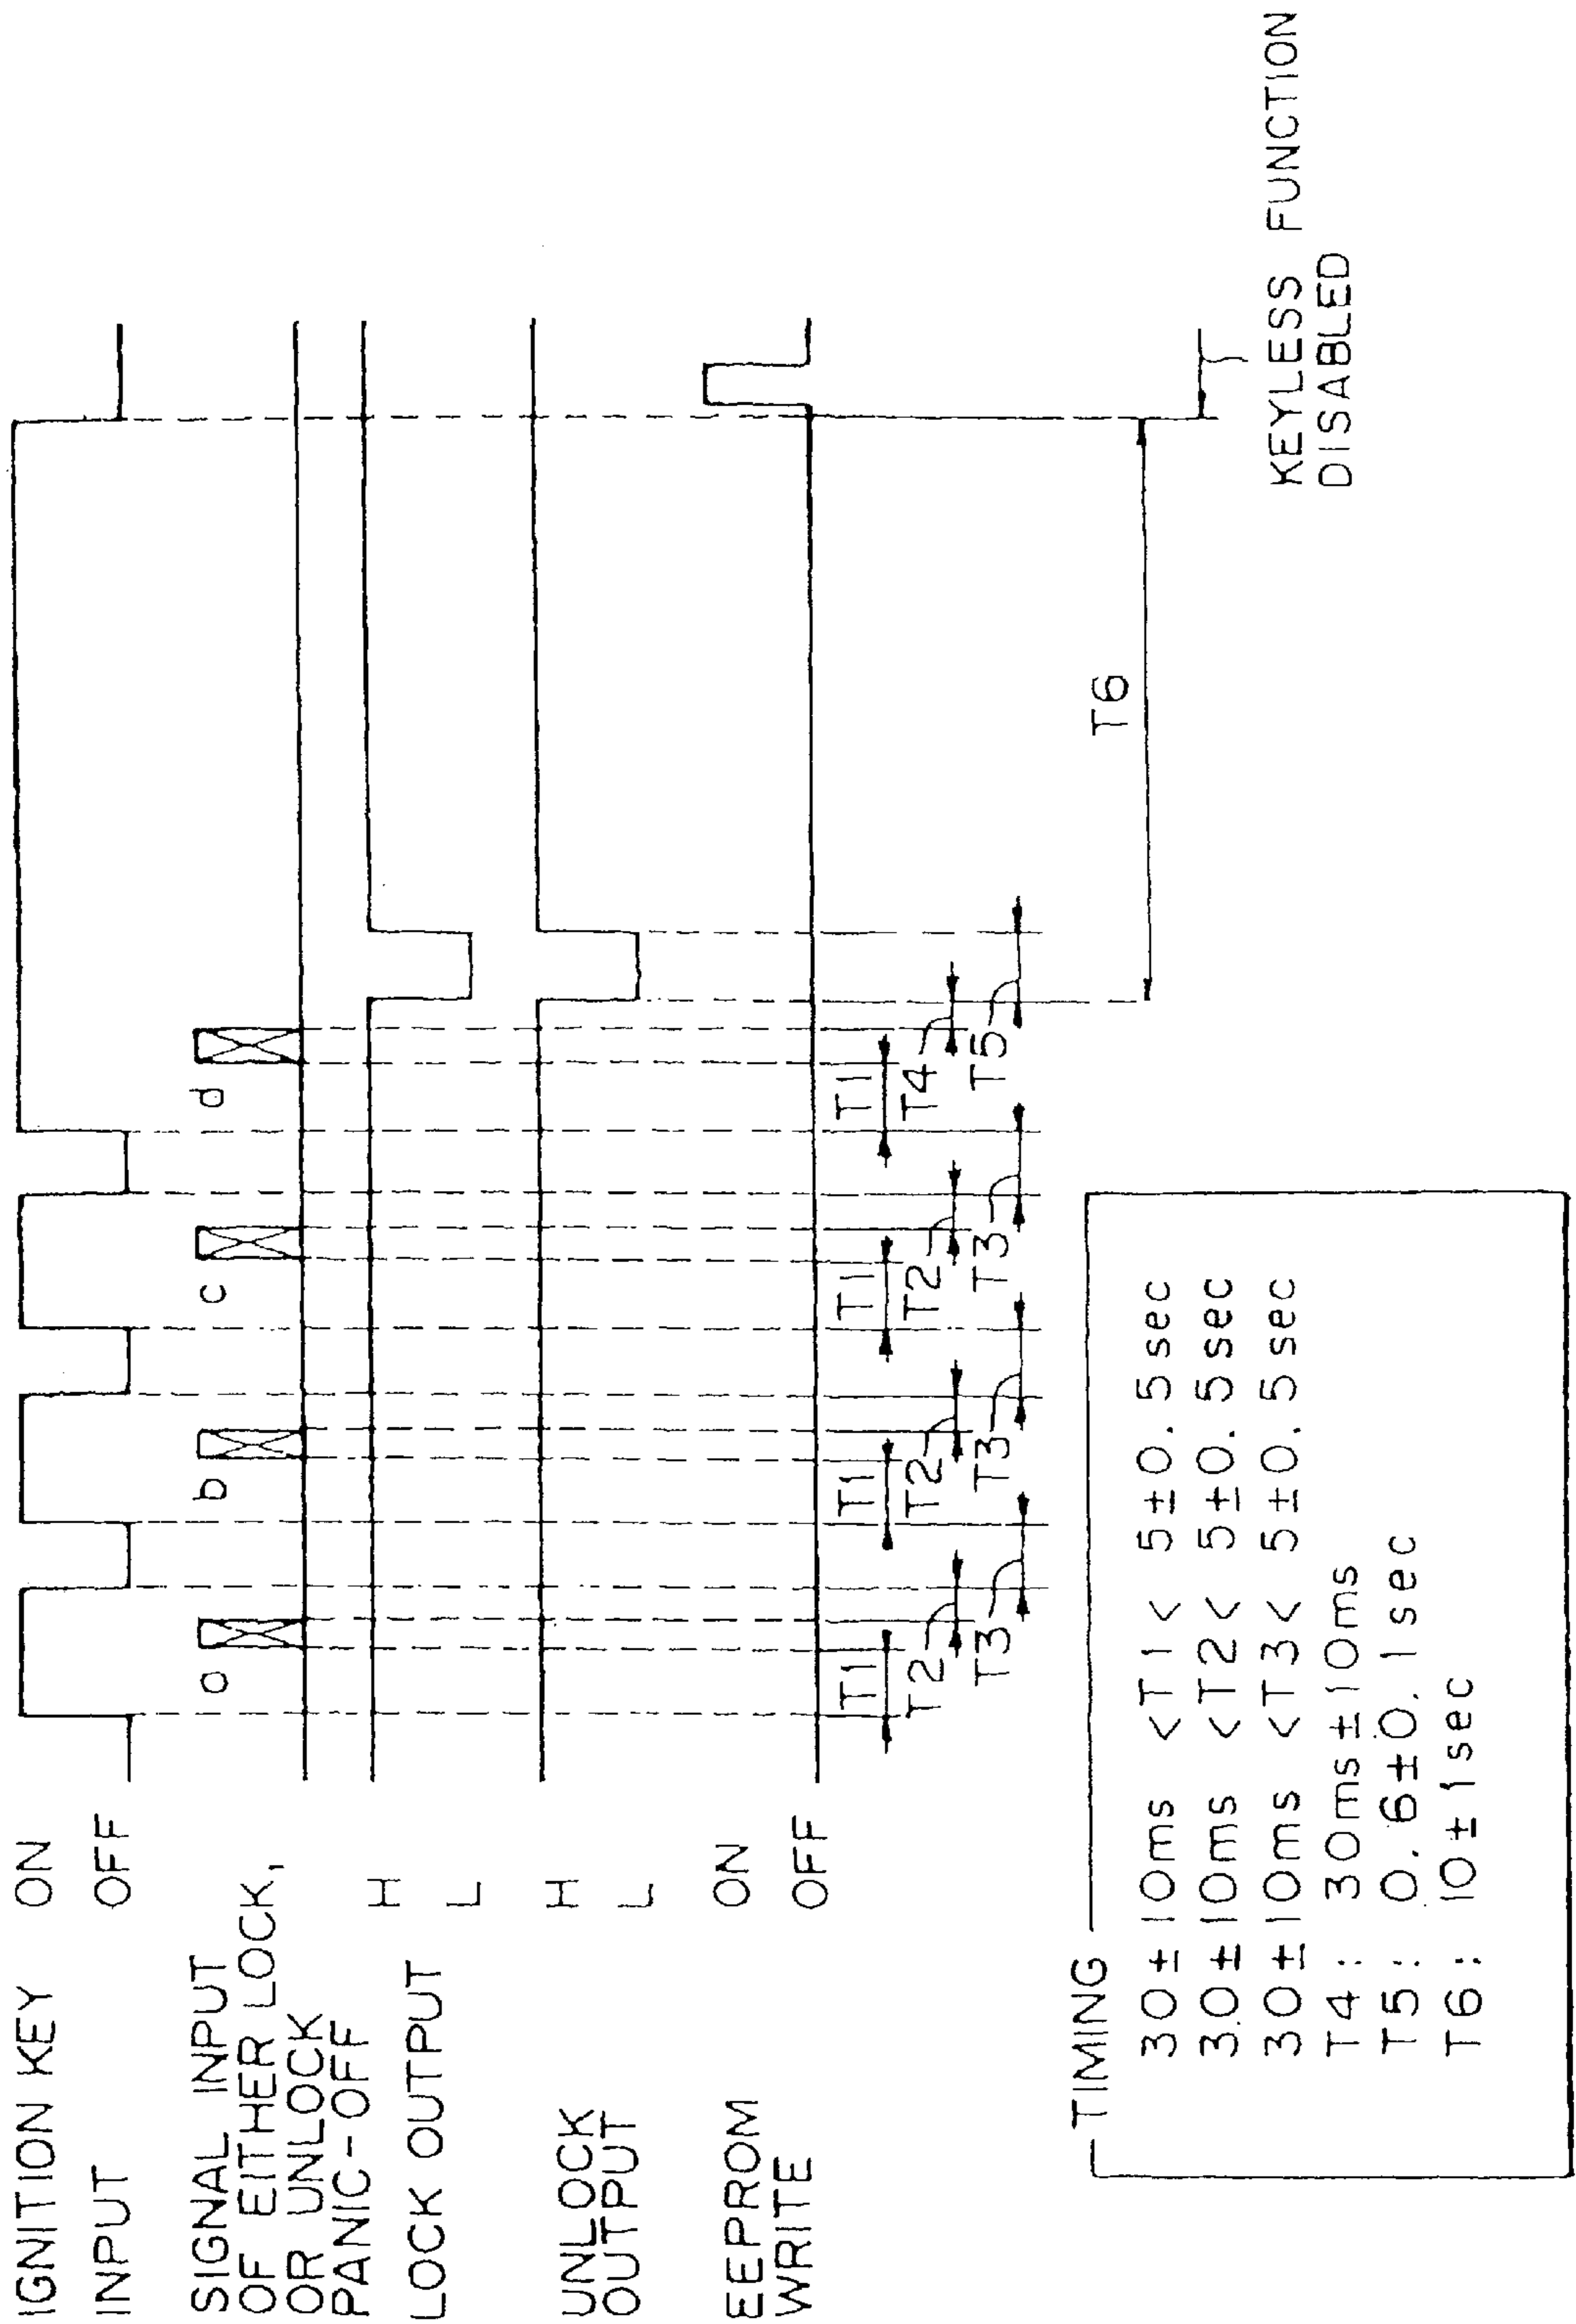 IGNITION KEY ON
INPUT OFF
SIGNAL INPUT
OF EITHER LOCK,
OR UNLOCK
PANIC-OFF
H
LOCK OUTPUT
L
H
UNLOCK
OUTPUT
L
EEPROM ON
WRITE OFF
a
b
c
d
T1
T2
T3
T1
T2
T3
T1
T2
T3
T1
T4
T5
T6
KEYLESS FUNCTION
DISABLED
TIMING
30±10ms <T1< 5±0.5sec
30±10ms <T2< 5±0.5sec
30±10ms <T3< 5±0.5sec
T4: 30ms±10ms
T5: 0.6±0.1sec
T6: 10±1sec